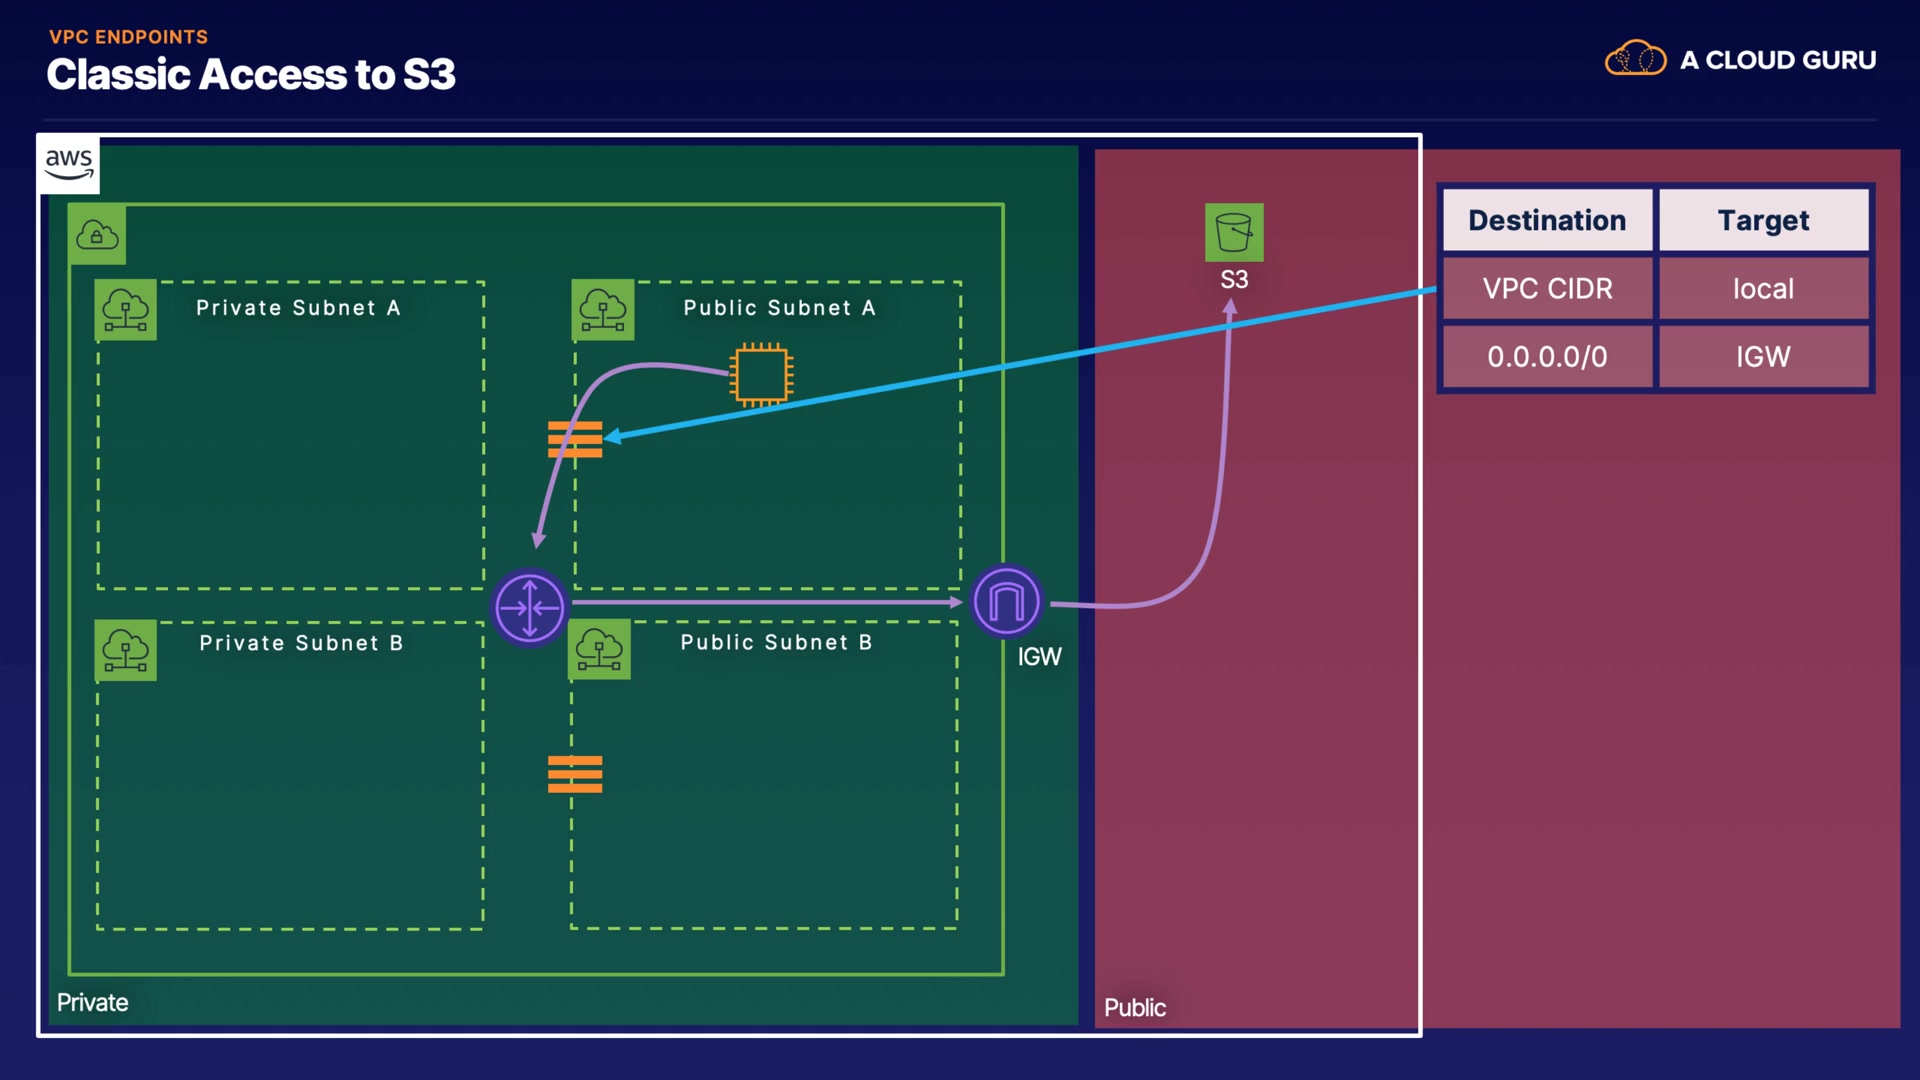 VPC ENDPOINTS
Classic Access to S3
A CLOUD GURU
aws
Private Subnet A
Public Subnet A
S3
Destination Target
VPC CIDR local
0.0.0.0/0 IGW
Private Subnet B
Public Subnet B
IGW
Private
Public